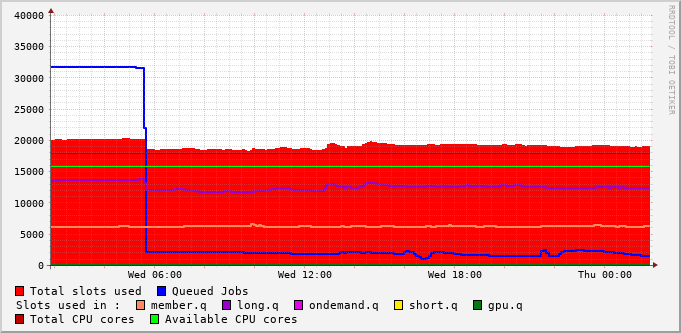 RRDTOOL / TOBI OETIKER
40000
35000
30000
25000
20000
15000
10000
5000
0
Wed 06:00 Wed 12:00 Wed 18:00 Thu 00:00
Total slots used Queued Jobs
Slots used in : member.q long.q ondemand.q short.q gpu.q
Total CPU cores Available CPU cores